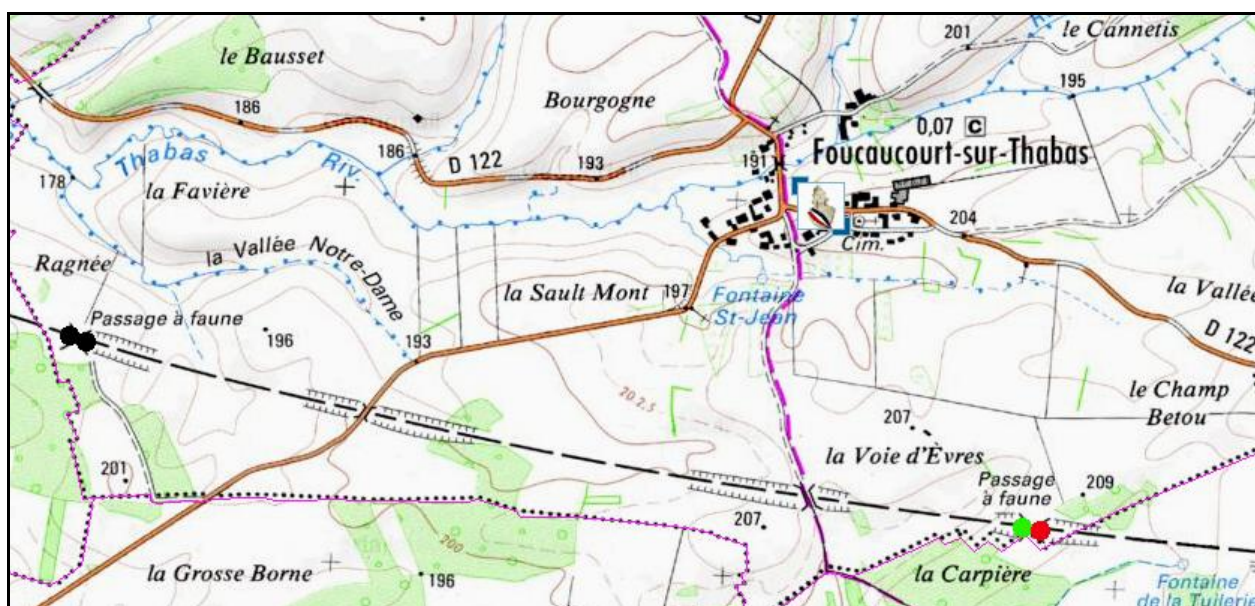 201
le Cannetis
le Bausset
195
186
Bourgogne
0,07 C
Foucaucourt-sur-Thabas
186
D 122
193
191
Thabas
Riv.
178
la Favière
204
Cim.
la Vallée Notre-Dame
Ragnée
la Sault Mont
197
Fontaine
St-Jean
la Vallée
Passage à faune
196
193
D 122
le Champ
Betou
20 2,5
207
la Voie d'Èvres
201
Passage
à faune
209
207
200
la Grosse Borne
196
la Carpière
Fontaine
de la Tuilerie